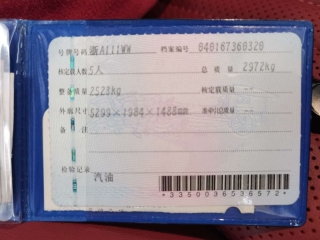 号牌号码 浙A111WW 档案编号 040167360320
核定载人数 5人 总质量 2972kg
整备质量 2523kg 核定载质量 --
外廓尺寸 5299×1984×1488mm 准牵引总质量 --
备注
检验记录 汽油
*3350036536572*